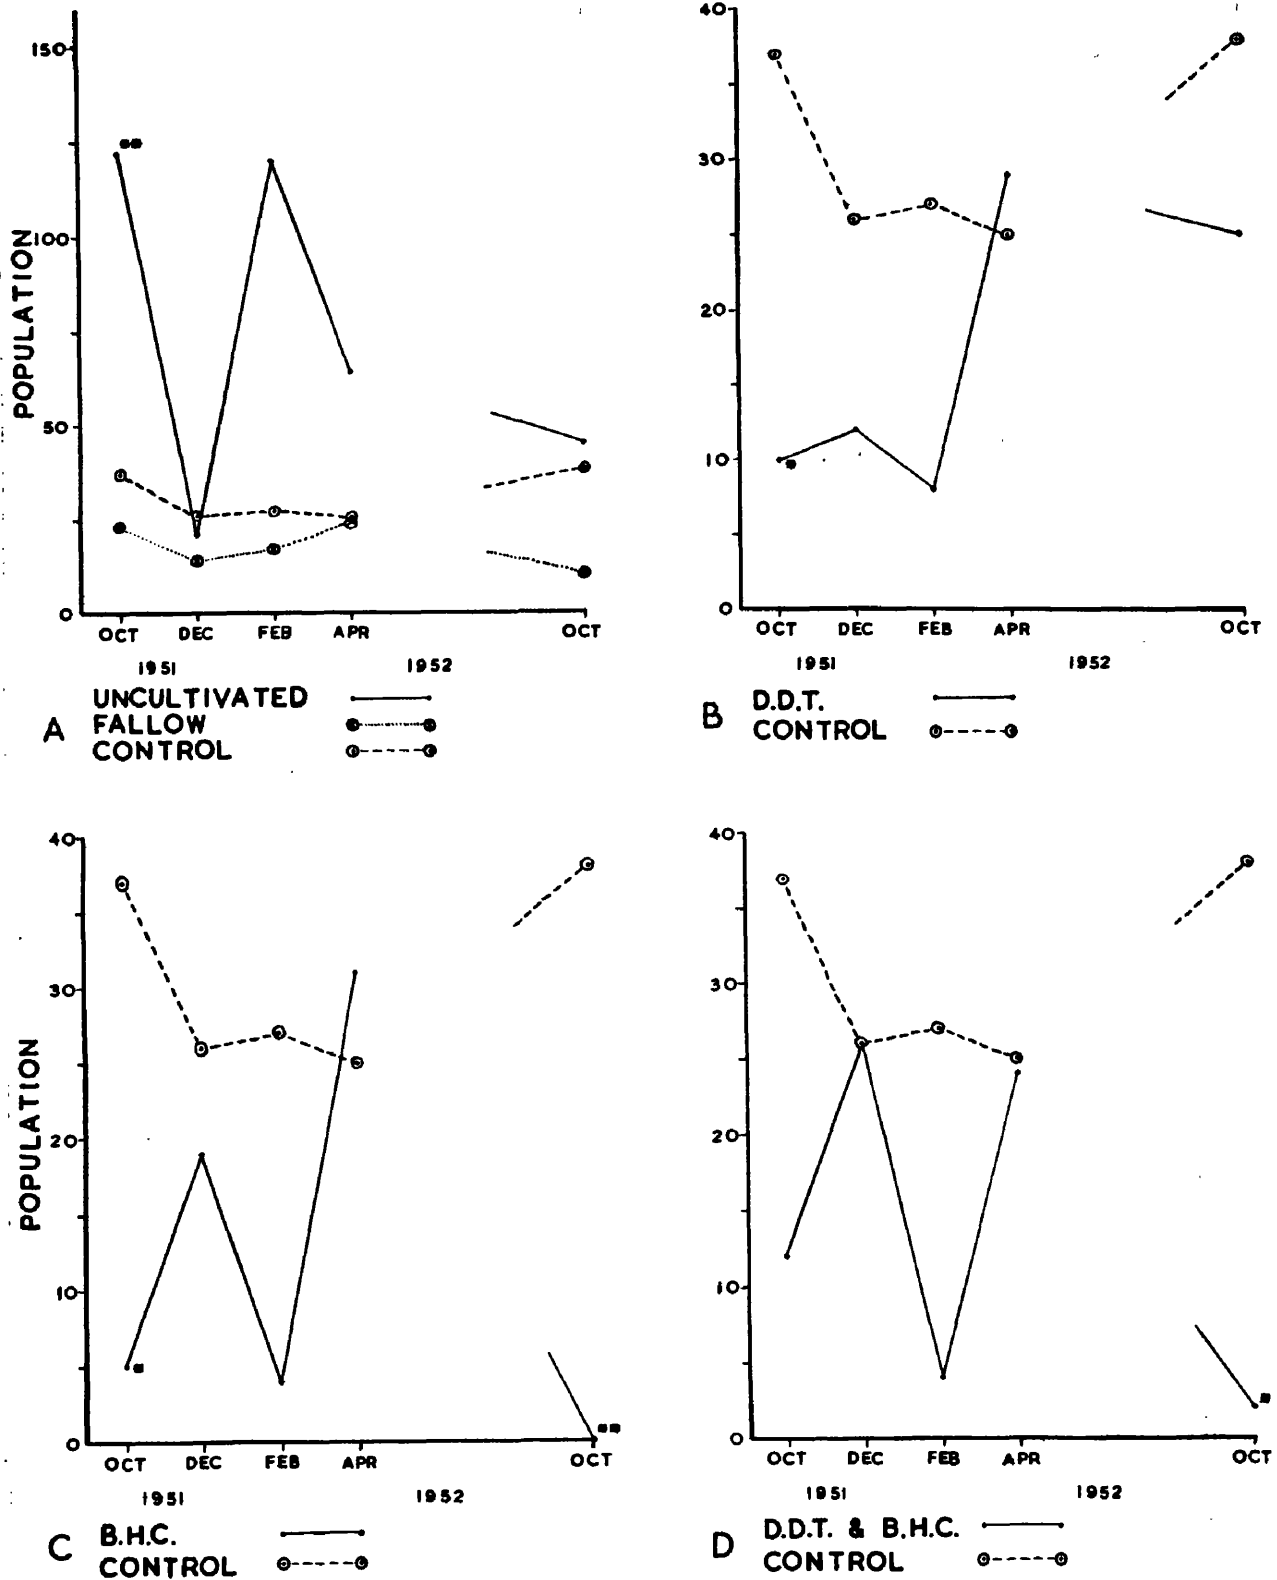 150
100
50
0
POPULATION
OCT DEC FEB APR OCT
1951 1952
A
UNCULTIVATED
FALLOW
CONTROL
40
30
20
10
0
OCT DEC FEB APR OCT
1951 1952
B
D.D.T.
CONTROL
40
30
20
10
0
POPULATION
OCT DEC FEB APR OCT
1951 1952
C
B.H.C.
CONTROL
40
30
20
10
0
OCT DEC FEB APR OCT
1951 1952
D
D.D.T. & B.H.C.
CONTROL